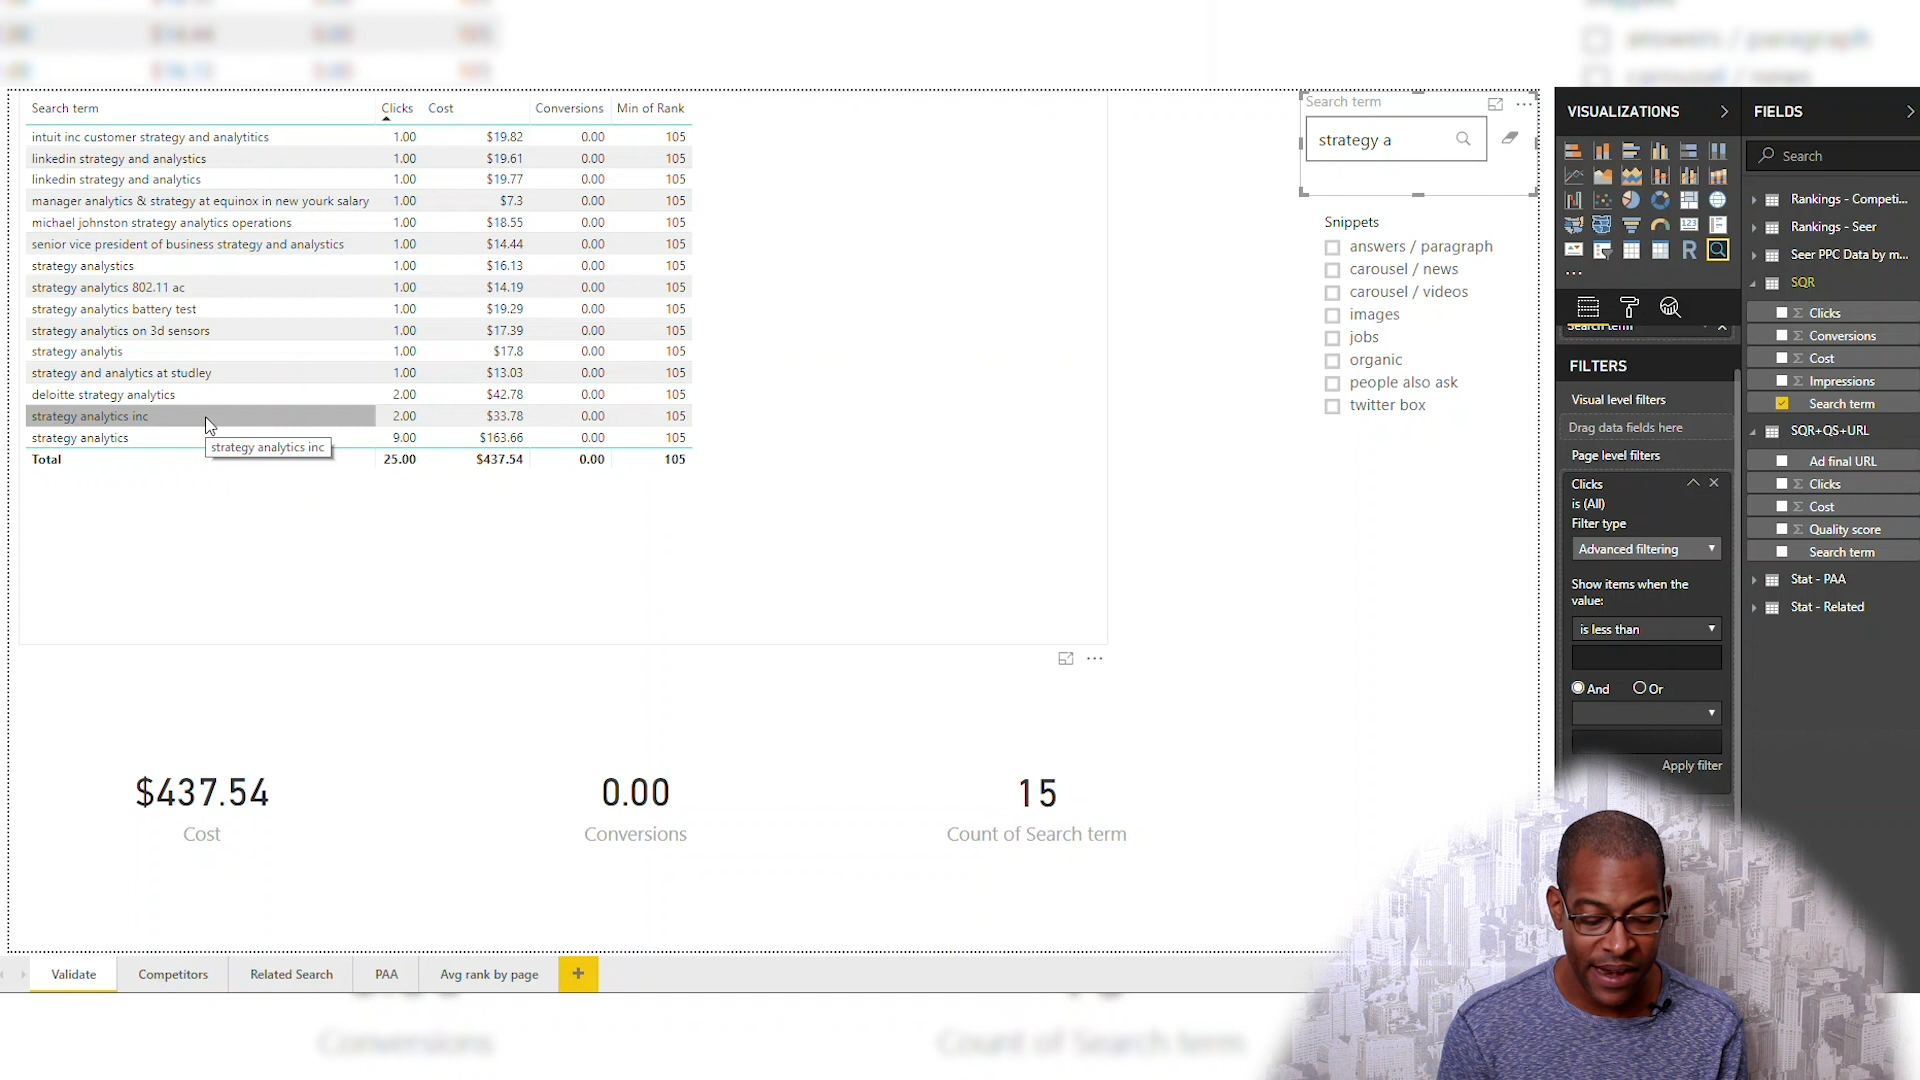 Search term Clicks Cost Conversions Min of Rank
intuit inc customer strategy and analytitics 1.00 $19.82 0.00 105
linkedin strategy and analystics 1.00 $19.61 0.00 105
linkedin strategy and analytics 1.00 $19.77 0.00 105
manager analytics & strategy at equinox in new yourk salary 1.00 $7.3 0.00 105
michael johnston strategy analytics operations 1.00 $18.55 0.00 105
senior vice president of business strategy and analystics 1.00 $14.44 0.00 105
strategy analystics 1.00 $16.13 0.00 105
strategy analytics 802.11 ac 1.00 $14.19 0.00 105
strategy analytics battery test 1.00 $19.29 0.00 105
strategy analytics on 3d sensors 1.00 $17.39 0.00 105
strategy analytis 1.00 $17.8 0.00 105
strategy and analytics at studley 1.00 $13.03 0.00 105
deloitte strategy analytics 2.00 $42.78 0.00 105
strategy analytics inc 2.00 $33.78 0.00 105
strategy analytics 9.00 $163.66 0.00 105
strategy analytics inc
Total 25.00 $437.54 0.00 105
$437.54
Cost
0.00
Conversions
15
Count of Search term
Search term
strategy a
Snippets
answers / paragraph
carousel / news
carousel / videos
images
jobs
organic
people also ask
twitter box
VISUALIZATIONS
Search term
FILTERS
Visual level filters
Drag data fields here
Page level filters
Clicks
is (All)
Filter type
Advanced filtering
Show items when the
value:
is less than
And Or
Apply filter
FIELDS
Search
Rankings - Competi...
Rankings - Seer
Seer PPC Data by m...
SQR
Clicks
Conversions
Cost
Impressions
Search term
SQR+QS+URL
Ad final URL
Clicks
Cost
Quality score
Search term
Stat - PAA
Stat - Related
Validate Competitors Related Search PAA Avg rank by page
Conversions
Count of Search term
answers / paragraph
carousel / news